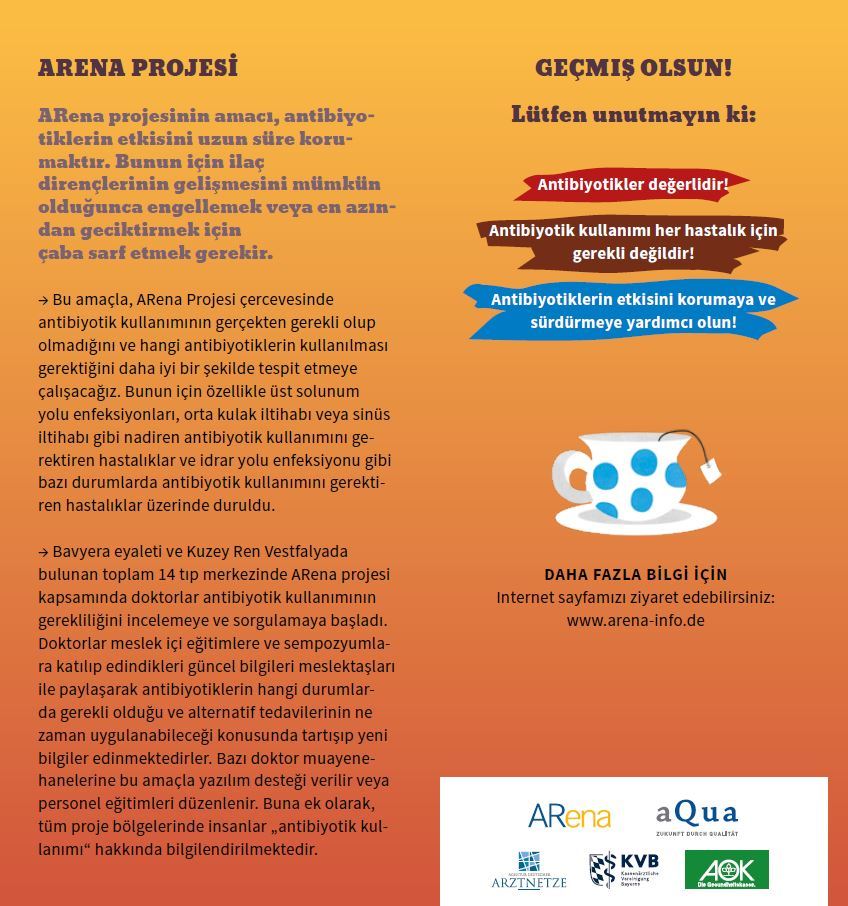 ARENA PROJESİ
ARena projesinin amacı, antibiyo-
tiklerin etkisini uzun süre koru-
maktır. Bunun için ilaç
dirençlerinin gelişmesini mümkün
olduğunca engellemek veya en azın-
dan geciktirmek için
çaba sarf etmek gerekir.
→ Bu amaçla, ARena Projesi çercevesinde
antibiyotik kullanımının gerçekten gerekli olup
olmadığını ve hangi antibiyotiklerin kullanılması
gerektiğini daha iyi bir şekilde tespit etmeye
çalışacağız. Bunun için özellikle üst solunum
yolu enfeksiyonları, orta kulak iltihabı veya sinüs
iltihabı gibi nadiren antibiyotik kullanımını ge-
rektiren hastalıklar ve idrar yolu enfeksiyonu gibi
bazı durumlarda antibiyotik kullanımını gerekti-
ren hastalıklar üzerinde duruldu.
→ Bavyera eyaleti ve Kuzey Ren Vestfalyada
bulunan toplam 14 tıp merkezinde ARena projesi
kapsamında doktorlar antibiyotik kullanımının
gerekliliğini incelemeye ve sorgulamaya başladı.
Doktorlar meslek içi eğitimlere ve sempozyumla-
ra katılıp edindikleri güncel bilgileri meslektaşları
ile paylaşarak antibiyotiklerin hangi durumlar-
da gerekli olduğu ve alternatif tedavilerinin ne
zaman uygulanabileceği konusunda tartışıp yeni
bilgiler edinmektedirler. Bazı doktor muayene-
hanelerine bu amaçla yazılım desteği verilir veya
personel eğitimleri düzenlenir. Buna ek olarak,
tüm proje bölgelerinde insanlar „antibiyotik kul-
lanımı“ hakkında bilgilendirilmektedir.
GEÇMIŞ OLSUN!
Lütfen unutmayın ki:
Antibiyotikler değerlidir!
Antibiyotik kullanımı her hastalık için
gerekli değildir!
Antibiyotiklerin etkisini korumaya ve
sürdürmeye yardımcı olun!
DAHA FAZLA BİLGİ İÇİN
Internet sayfamızı ziyaret edebilirsiniz:
www.arena-info.de
ARena
aQua
ZUKUNFT DURCH QUALITÄT
AGENTUR DEUTSCHER
ARZTNETZE
KVB
Kassenärztliche
Vereinigung
Bayerns
AOK
Die Gesundheitskasse.